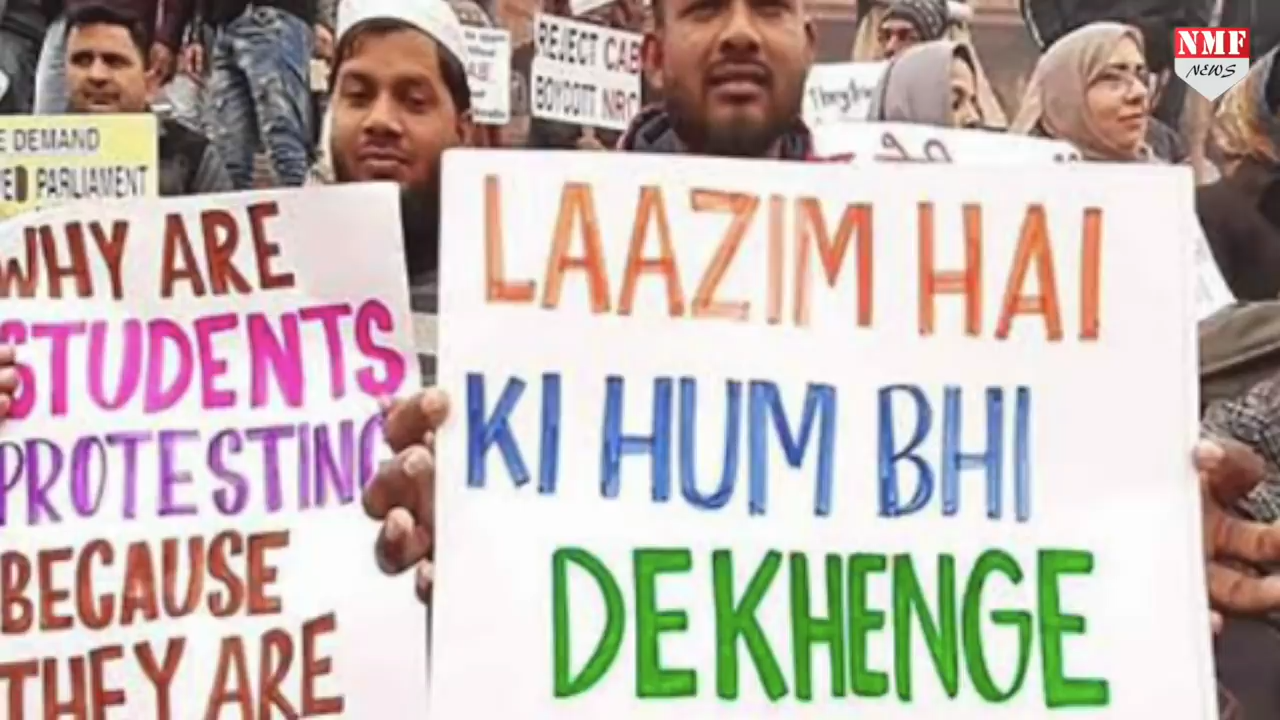 NMF
NEWS
REJECT CAB
BOYCOTT NRC
E DEMAND
PARLIAMENT
WHY ARE
STUDENTS
PROTESTING
BECAUSE
THEY ARE
LAAZIM HAI
KI HUM BHI
DEKHENGE